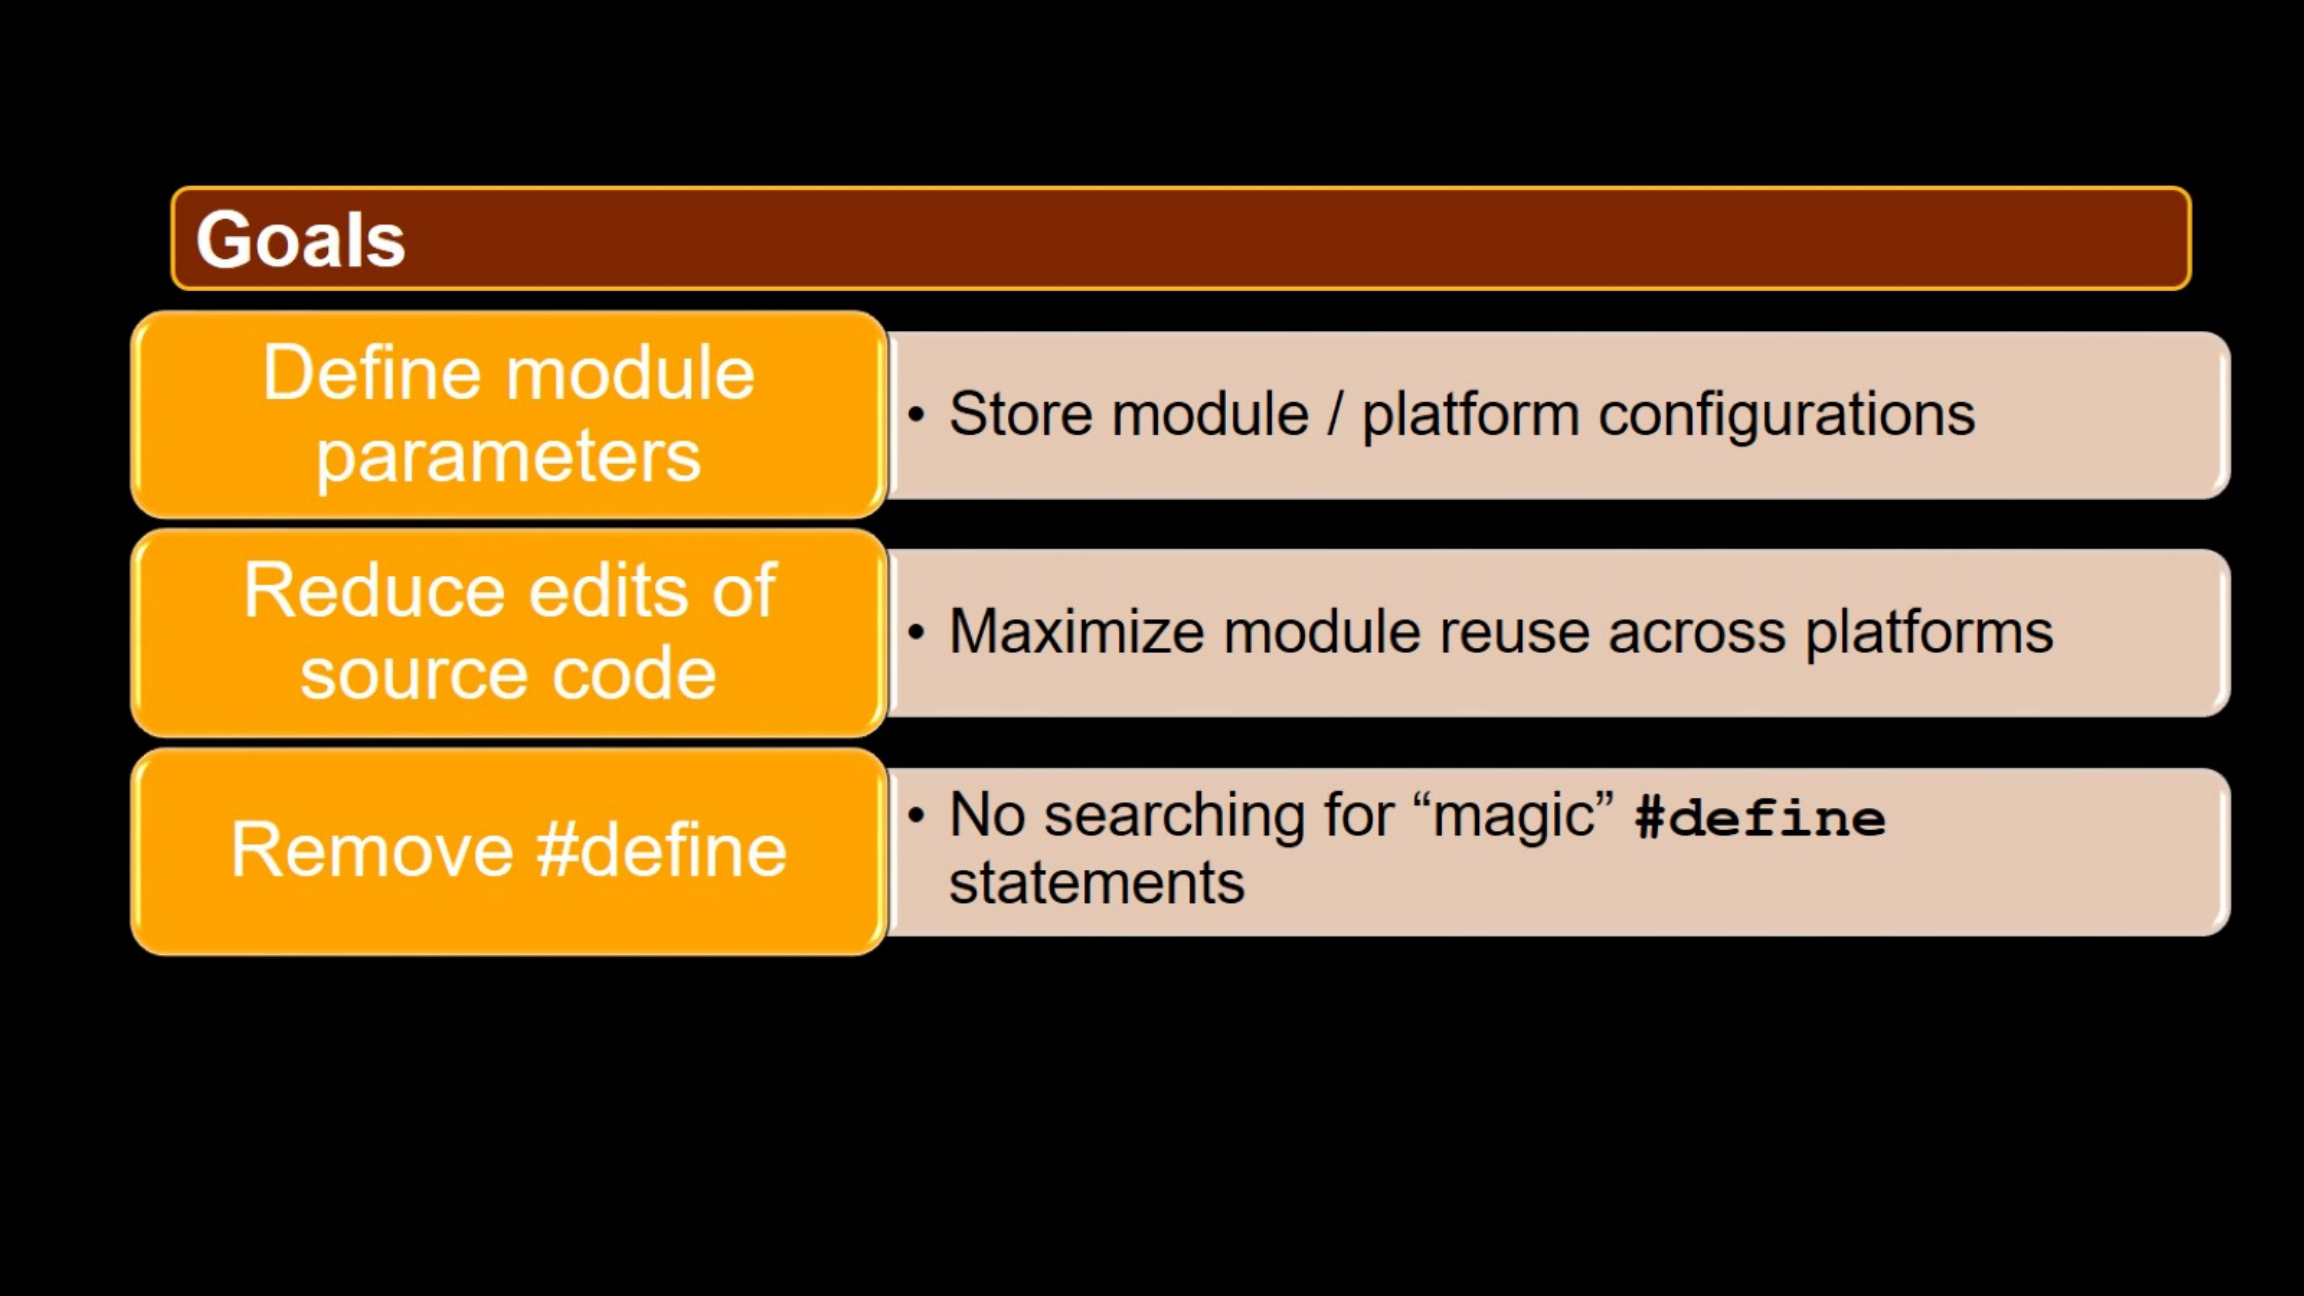 Goals
Define module
parameters
• Store module / platform configurations
Reduce edits of
source code
• Maximize module reuse across platforms
Remove #define
• No searching for “magic” #define
statements